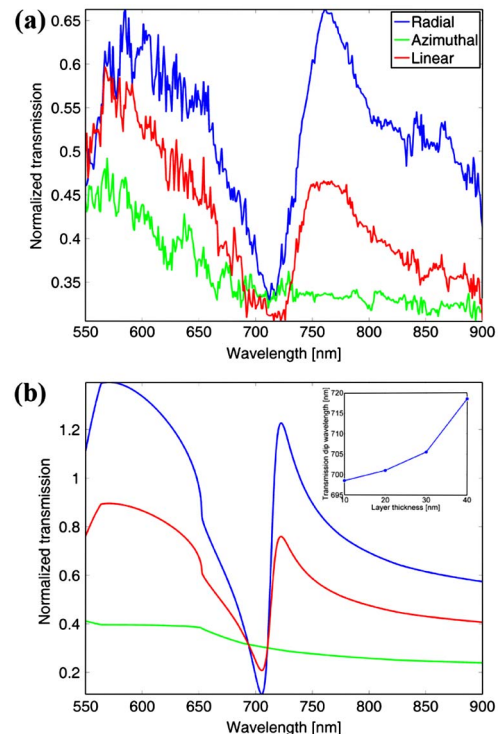 (a)
0.65
0.6
0.55
0.5
0.45
0.4
0.35
Normalized transmission
Radial
Azimuthal
Linear
550 600 650 700 750 800 850 900
Wavelength [nm]
(b)
1.2
1
0.8
0.6
0.4
0.2
Normalized transmission
720
715
710
705
700
695
Transmission dip wavelength [nm]
10 20 30 40
Layer thickness [nm]
550 600 650 700 750 800 850 900
Wavelength [nm]